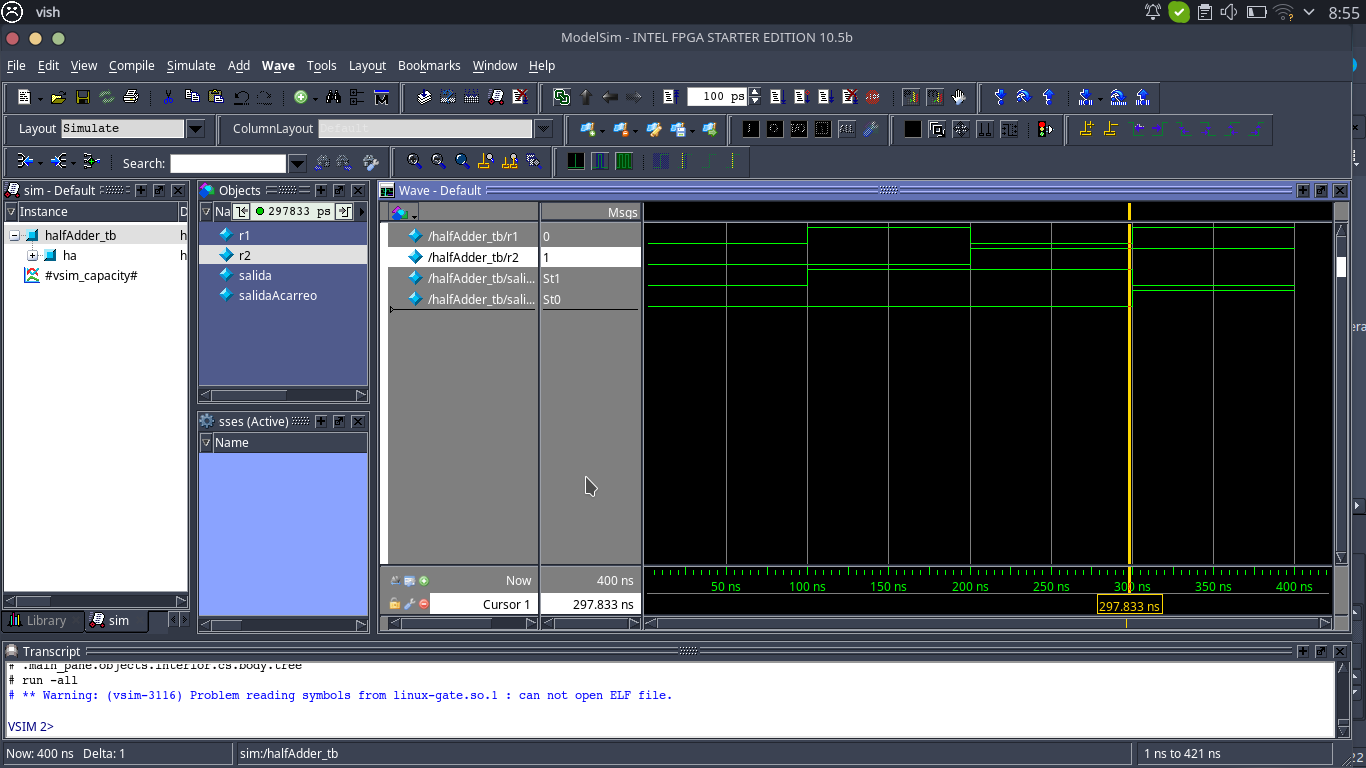 vish
8:55
ModelSim - INTEL FPGA STARTER EDITION 10.5b
File Edit View Compile Simulate Add Wave Tools Layout Bookmarks Window Help
100 ps
Layout Simulate
ColumnLayout Default
Search:
sim - Default
Instance
D
halfAdder_tb
h
ha
h
#vsim_capacity#
Library
sim
Objects
Na
297833 ps
r1
r2
salida
salidaAcarreo
sses (Active)
Name
Wave - Default
Msgs
/halfAdder_tb/r1 0
/halfAdder_tb/r2 1
/halfAdder_tb/sali... St1
/halfAdder_tb/sali... St0
Now 400 ns
Cursor 1 297.833 ns
50 ns 100 ns 150 ns 200 ns 250 ns 300 ns 350 ns 400 ns
297.833 ns
Transcript
# .main_pane.objects.interior.cs.body.tree
# run -all
# ** Warning: (vsim-3116) Problem reading symbols from linux-gate.so.1 : can not open ELF file.
VSIM 2>
Now: 400 ns Delta: 1
sim:/halfAdder_tb
1 ns to 421 ns